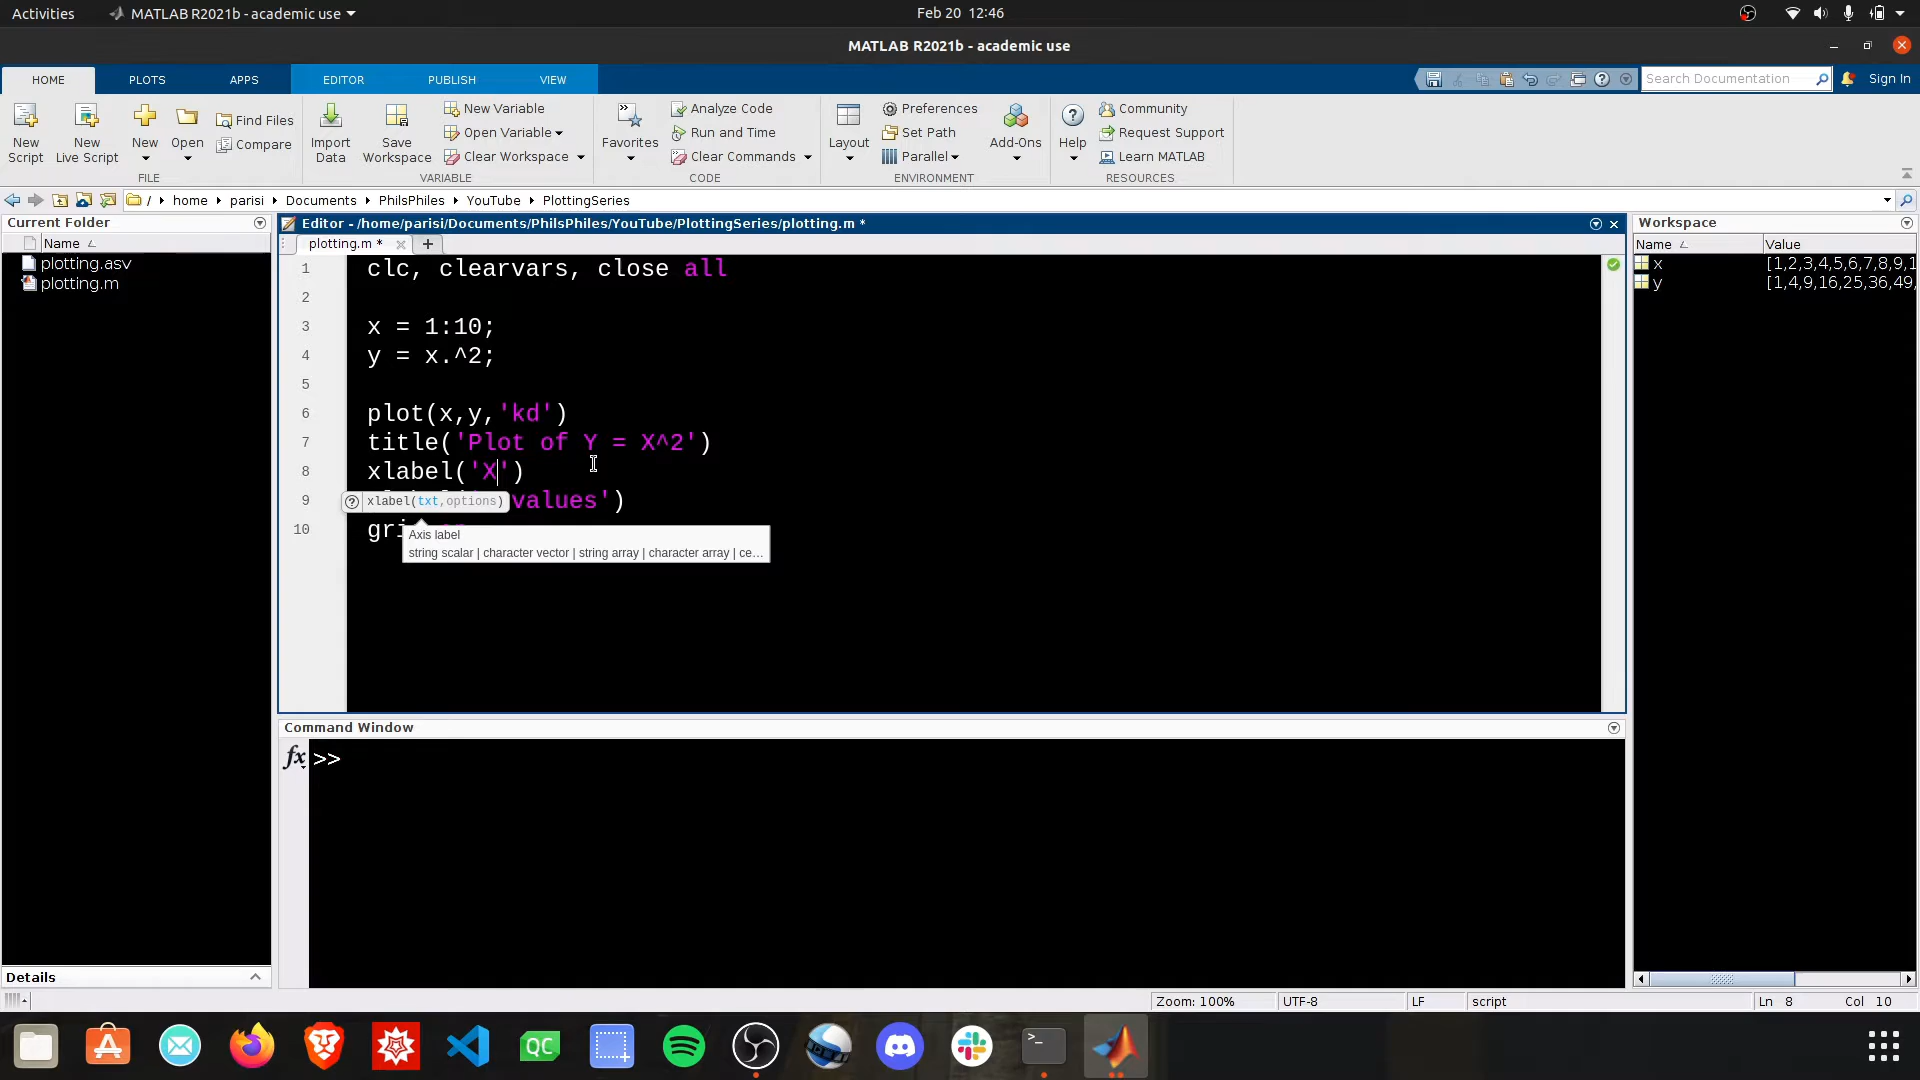 Activities MATLAB R2021b - academic use Feb 20 12:46
MATLAB R2021b - academic use
HOME PLOTS APPS EDITOR PUBLISH VIEW Search Documentation Sign In
New Script
New Live Script
New
Open
Find Files
Compare
FILE
Import Data
Save Workspace
New Variable
Open Variable
Clear Workspace
VARIABLE
Favorites
Analyze Code
Run and Time
Clear Commands
CODE
Layout
Preferences
Set Path
Parallel
Add-Ons
ENVIRONMENT
Help
Community
Request Support
Learn MATLAB
RESOURCES
/ home parisi Documents PhilsPhiles YouTube PlottingSeries
Current Folder
Name
plotting.asv
plotting.m
Details
Editor - /home/parisi/Documents/PhilsPhiles/YouTube/PlottingSeries/plotting.m *
plotting.m *
1 clc, clearvars, close all
2
3 x = 1:10;
4 y = x.^2;
5
6 plot(x,y,'kd')
7 title('Plot of Y = X^2')
8 xlabel('X')
9 values')
xlabel(txt,options)
10 gri
Axis label
string scalar | character vector | string array | character array | ce...
Command Window
fx >>
Workspace
Name Value
x [1,2,3,4,5,6,7,8,9,1
y [1,4,9,16,25,36,49,
Zoom: 100% UTF-8 LF script Ln 8 Col 10
QC
>_